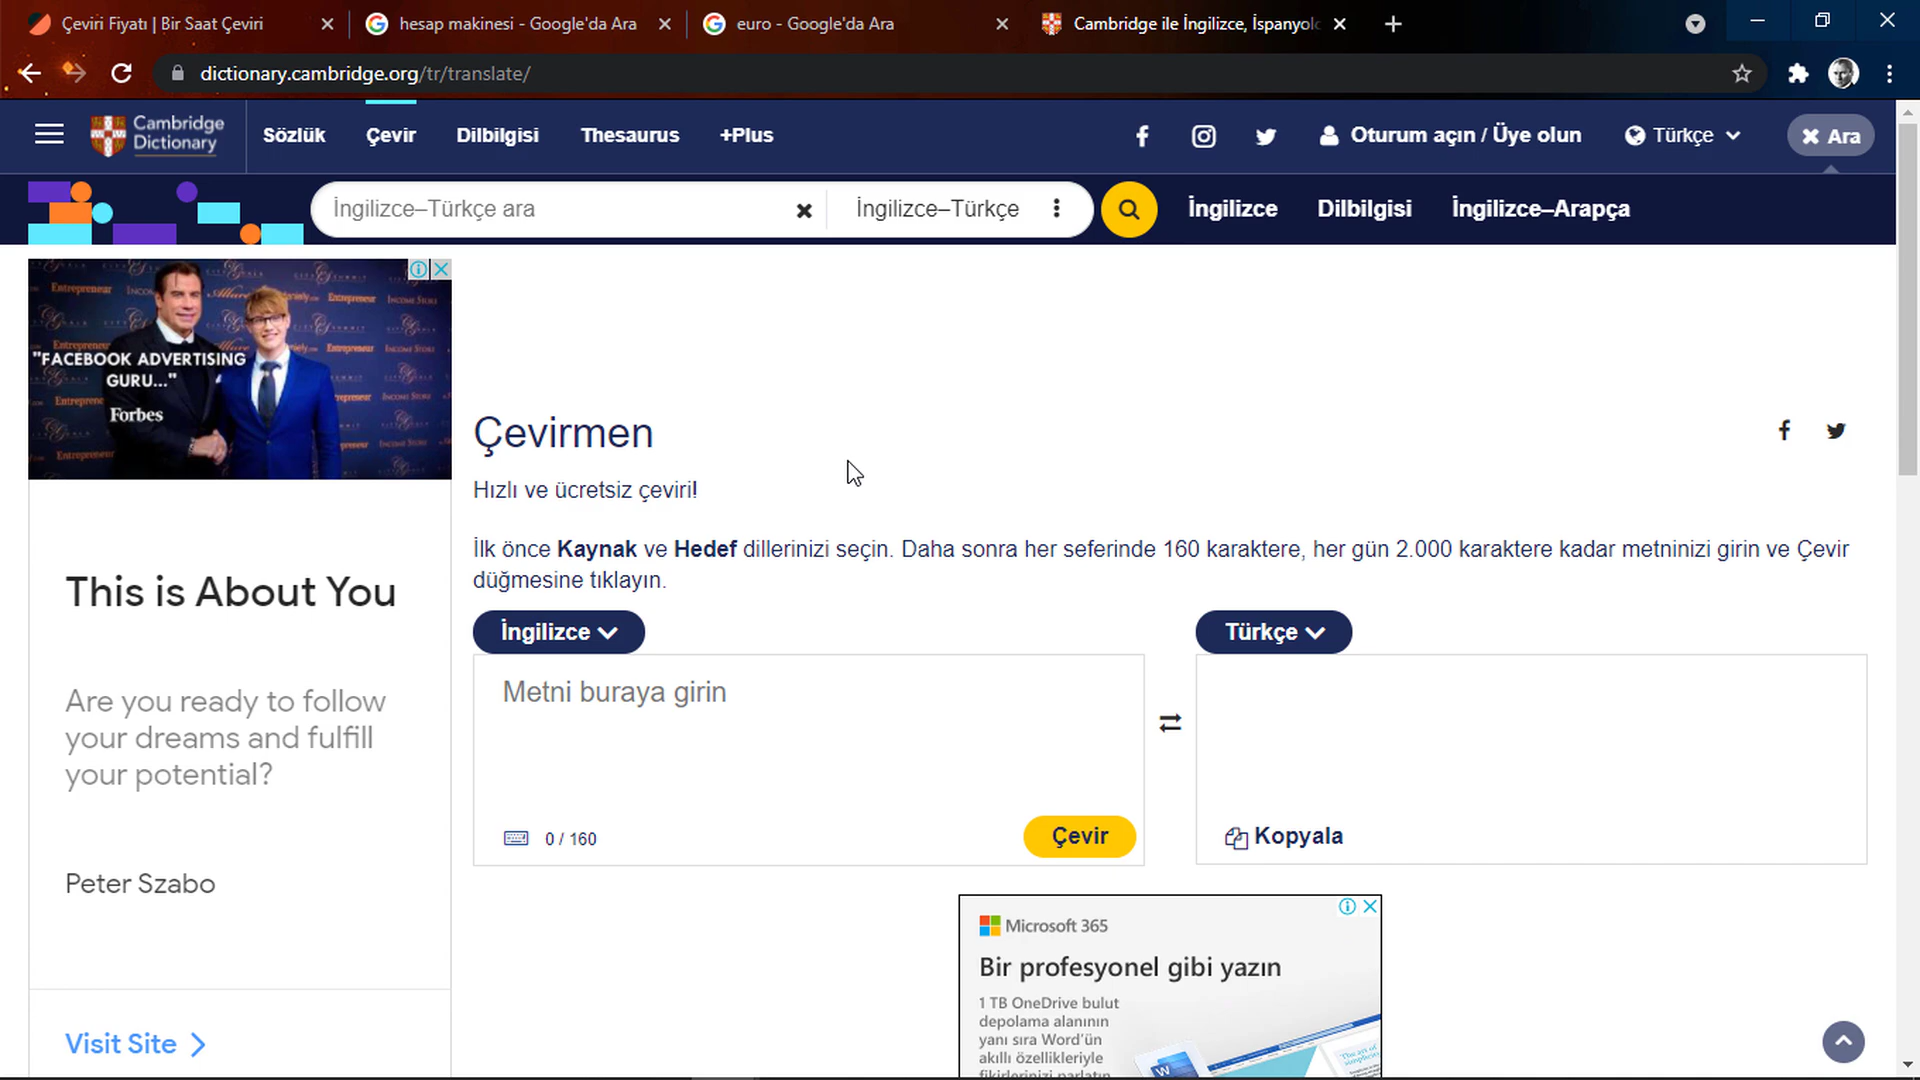 Çeviri Fiyatı | Bir Saat Çeviri
hesap makinesi - Google'da Ara
euro - Google'da Ara
Cambridge ile İngilizce, İspanyolc
dictionary.cambridge.org/tr/translate/
Cambridge Dictionary
Sözlük
Çevir
Dilbilgisi
Thesaurus
+Plus
Oturum açın / Üye olun
Türkçe
Ara
İngilizce–Türkçe ara
İngilizce–Türkçe
İngilizce
Dilbilgisi
İngilizce–Arapça
"FACEBOOK ADVERTISING
GURU..."
Forbes
This is About You
Are you ready to follow
your dreams and fulfill
your potential?
Peter Szabo
Visit Site
Çevirmen
Hızlı ve ücretsiz çeviri!
İlk önce Kaynak ve Hedef dillerinizi seçin. Daha sonra her seferinde 160 karaktere, her gün 2.000 karaktere kadar metninizi girin ve Çevir
düğmesine tıklayın.
İngilizce
Türkçe
Metni buraya girin
0 / 160
Çevir
Kopyala
Microsoft 365
Bir profesyonel gibi yazın
1 TB OneDrive bulut
depolama alanının
yanı sıra Word'ün
akıllı özellikleriyle
fikirlerinizi parlatın